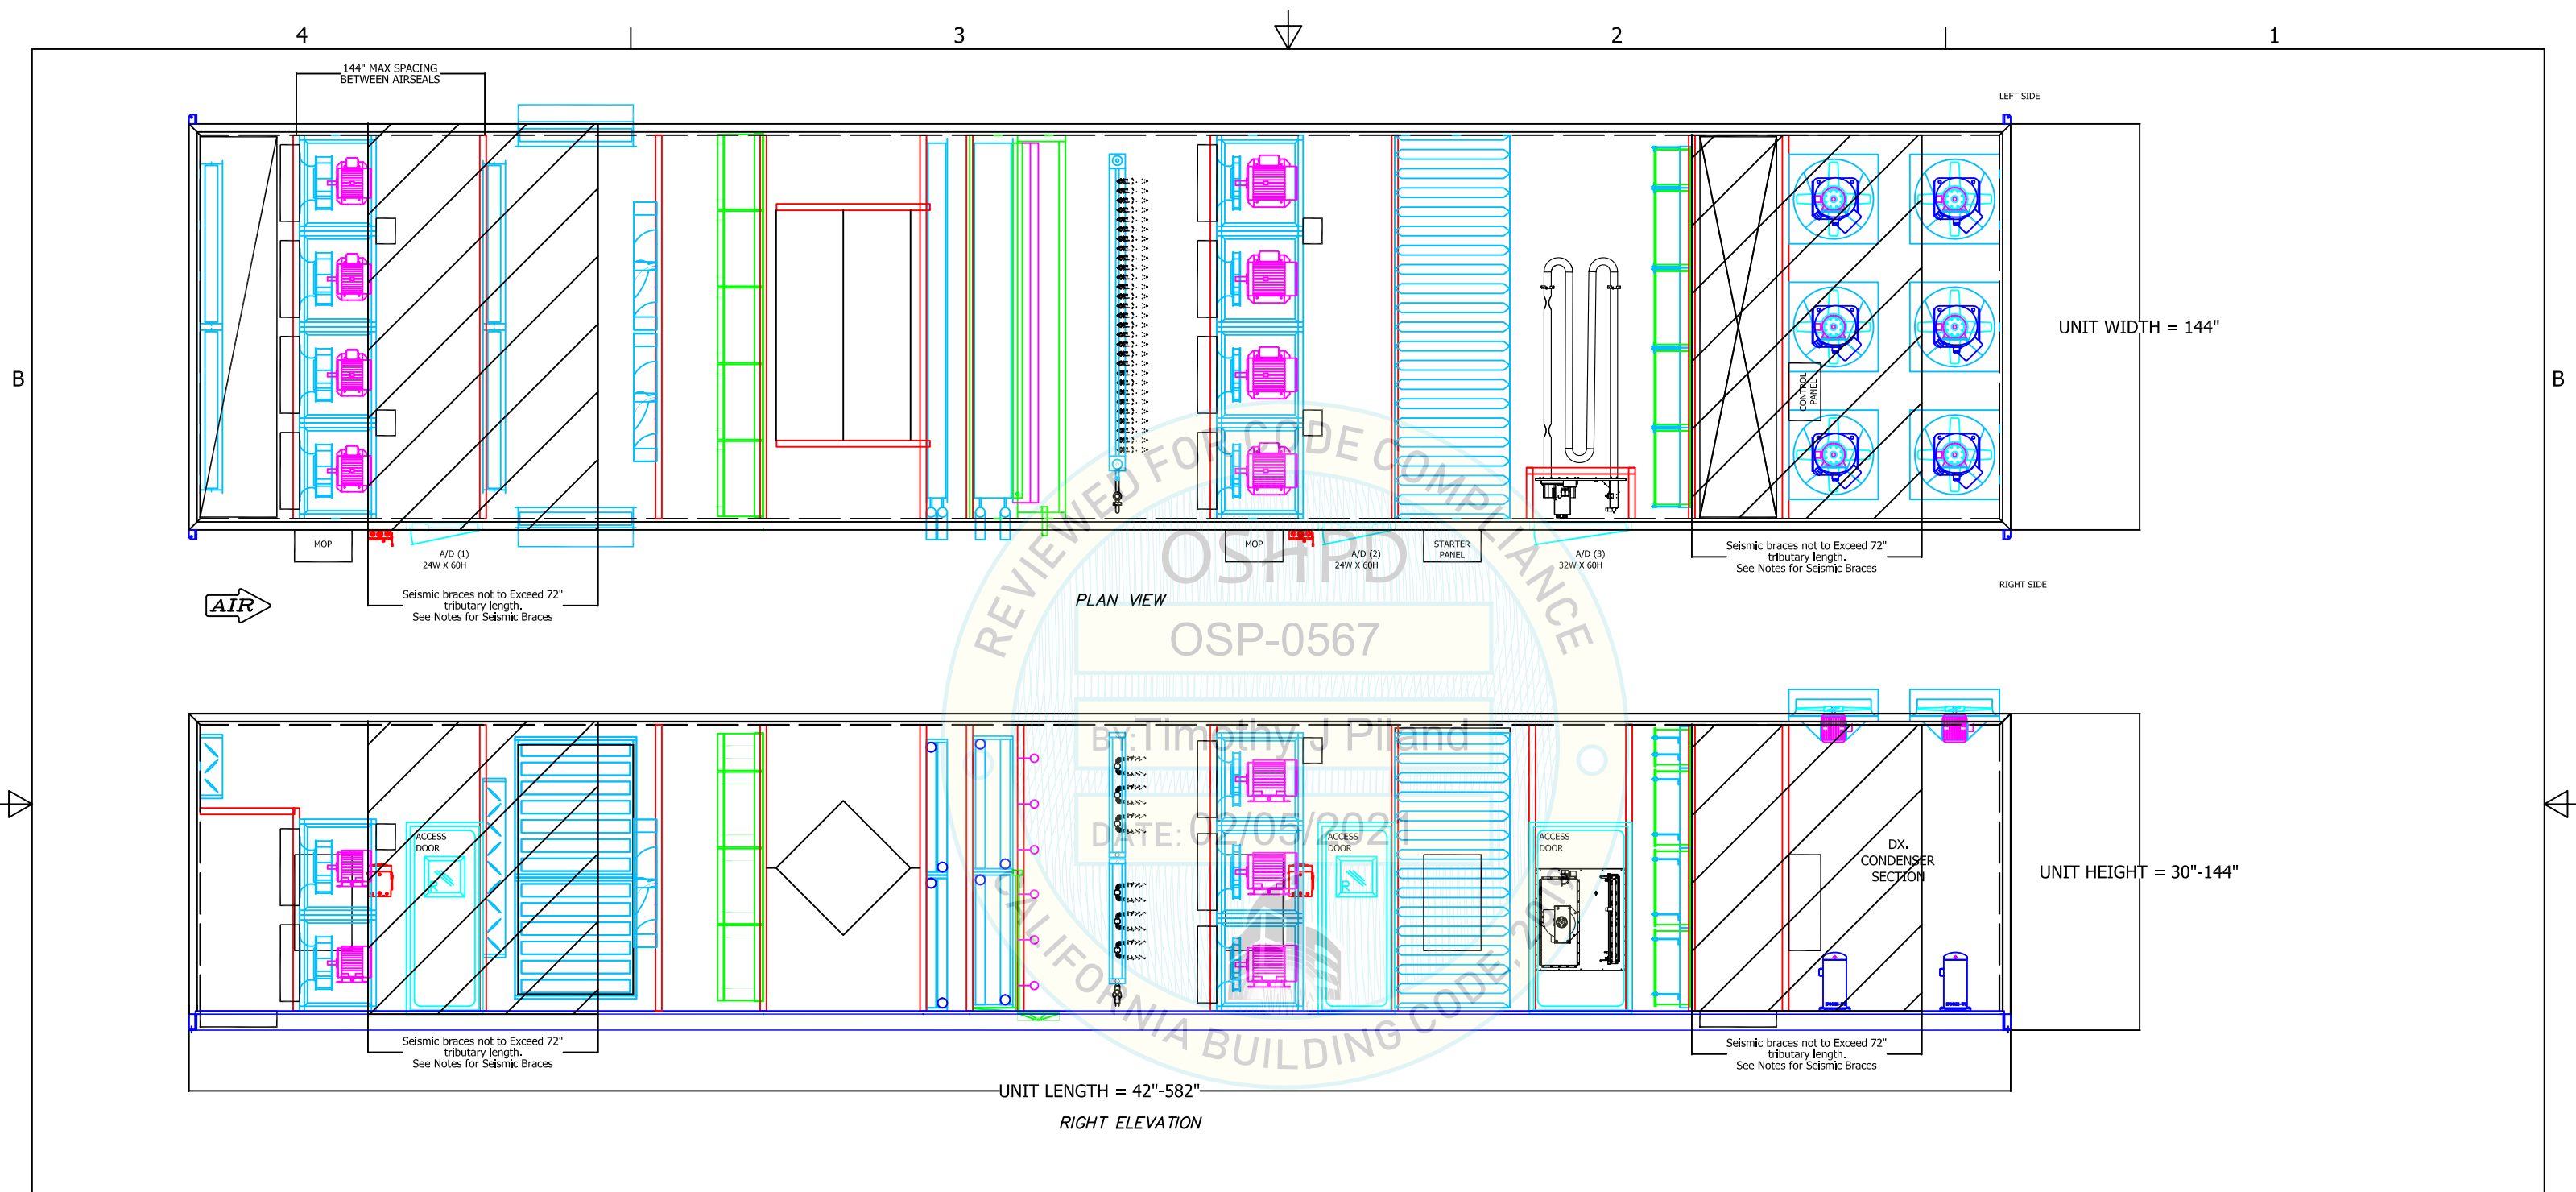 4
3
2
1
144" MAX SPACING
BETWEEN AIRSEALS
LEFT SIDE
UNIT WIDTH = 144"
B
B
CONTROL
PANEL
MOP
A/D (1)
24W X 60H
MOP
A/D (2)
24W X 60H
STARTER
PANEL
A/D (3)
32W X 60H
Seismic braces not to Exceed 72"
tributary length.
See Notes for Seismic Braces
RIGHT SIDE
AIR
Seismic braces not to Exceed 72"
tributary length.
See Notes for Seismic Braces
PLAN VIEW
REVIEWED FOR CODE COMPLIANCE
OSHPD
OSP-0567
BY: Timothy J Piland
DATE: 02/05/2021
CALIFORNIA BUILDING CODE, 2019
ACCESS
DOOR
ACCESS
DOOR
ACCESS
DOOR
DX.
CONDENSER
SECTION
UNIT HEIGHT = 30"-144"
Seismic braces not to Exceed 72"
tributary length.
See Notes for Seismic Braces
Seismic braces not to Exceed 72"
tributary length.
See Notes for Seismic Braces
UNIT LENGTH = 42"-582"
RIGHT ELEVATION